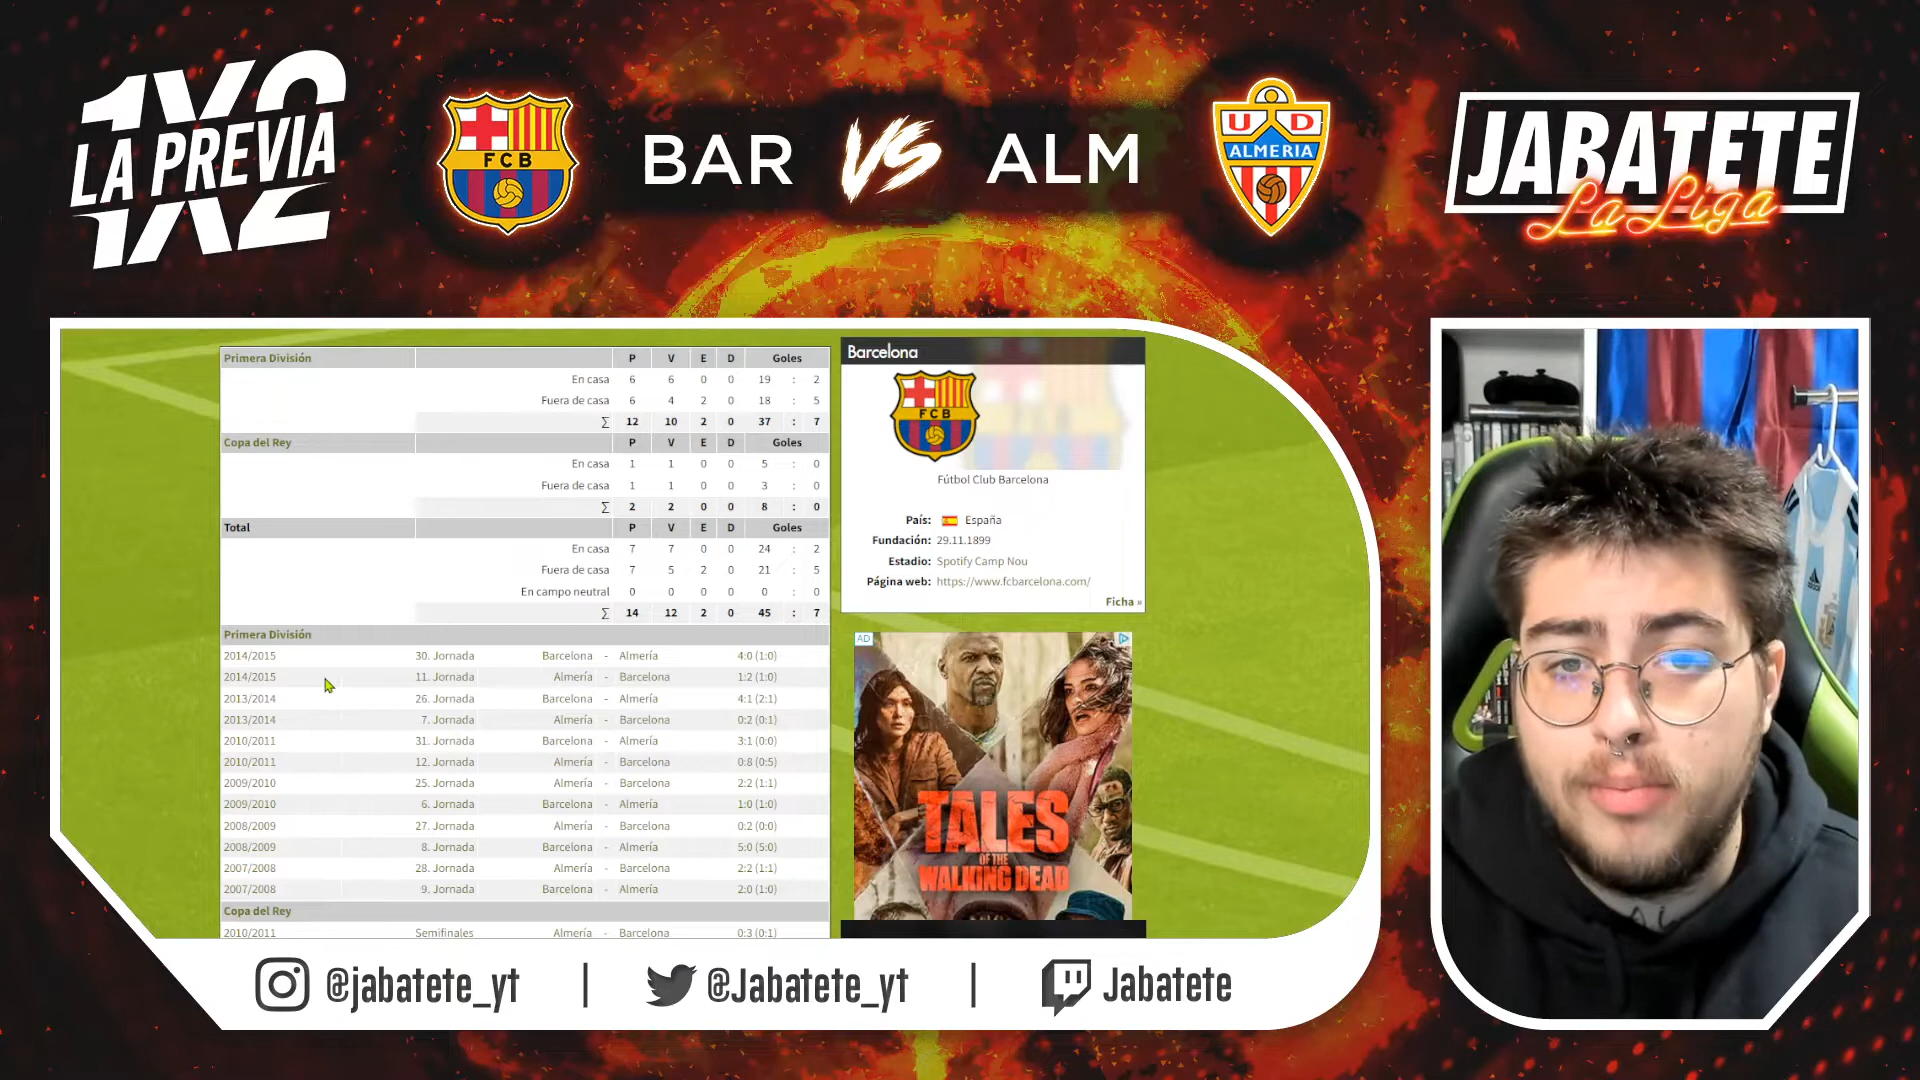 1X2
LA PREVIA
FCB
BAR VS ALM
U D
ALMERIA
JABATETE
La Liga
Primera División P V E D Goles
En casa 6 6 0 0 19 : 2
Fuera de casa 6 4 2 0 18 : 5
∑ 12 10 2 0 37 : 7
Copa del Rey P V E D Goles
En casa 1 1 0 0 5 : 0
Fuera de casa 1 1 0 0 3 : 0
∑ 2 2 0 0 8 : 0
Total P V E D Goles
En casa 7 7 0 0 24 : 2
Fuera de casa 7 5 2 0 21 : 5
En campo neutral 0 0 0 0 0 : 0
∑ 14 12 2 0 45 : 7
Primera División
2014/2015 30. Jornada Barcelona - Almería 4:0 (1:0)
2014/2015 11. Jornada Almería - Barcelona 1:2 (1:0)
2013/2014 26. Jornada Barcelona - Almería 4:1 (2:1)
2013/2014 7. Jornada Almería - Barcelona 0:2 (0:1)
2010/2011 31. Jornada Barcelona - Almería 3:1 (0:0)
2010/2011 12. Jornada Almería - Barcelona 0:8 (0:5)
2009/2010 25. Jornada Almería - Barcelona 2:2 (1:1)
2009/2010 6. Jornada Barcelona - Almería 1:0 (1:0)
2008/2009 27. Jornada Almería - Barcelona 0:2 (0:0)
2008/2009 8. Jornada Barcelona - Almería 5:0 (5:0)
2007/2008 28. Jornada Almería - Barcelona 2:2 (1:1)
2007/2008 9. Jornada Barcelona - Almería 2:0 (1:0)
Copa del Rey
2010/2011 Semifinales Almería - Barcelona 0:3 (0:1)
Barcelona
FCB
Fútbol Club Barcelona
País: España
Fundación: 29.11.1899
Estadio: Spotify Camp Nou
Página web: https://www.fcbarcelona.com/
Ficha »
AD
TALES
OF THE
WALKING DEAD
@jabatete_yt | @Jabatete_yt | Jabatete